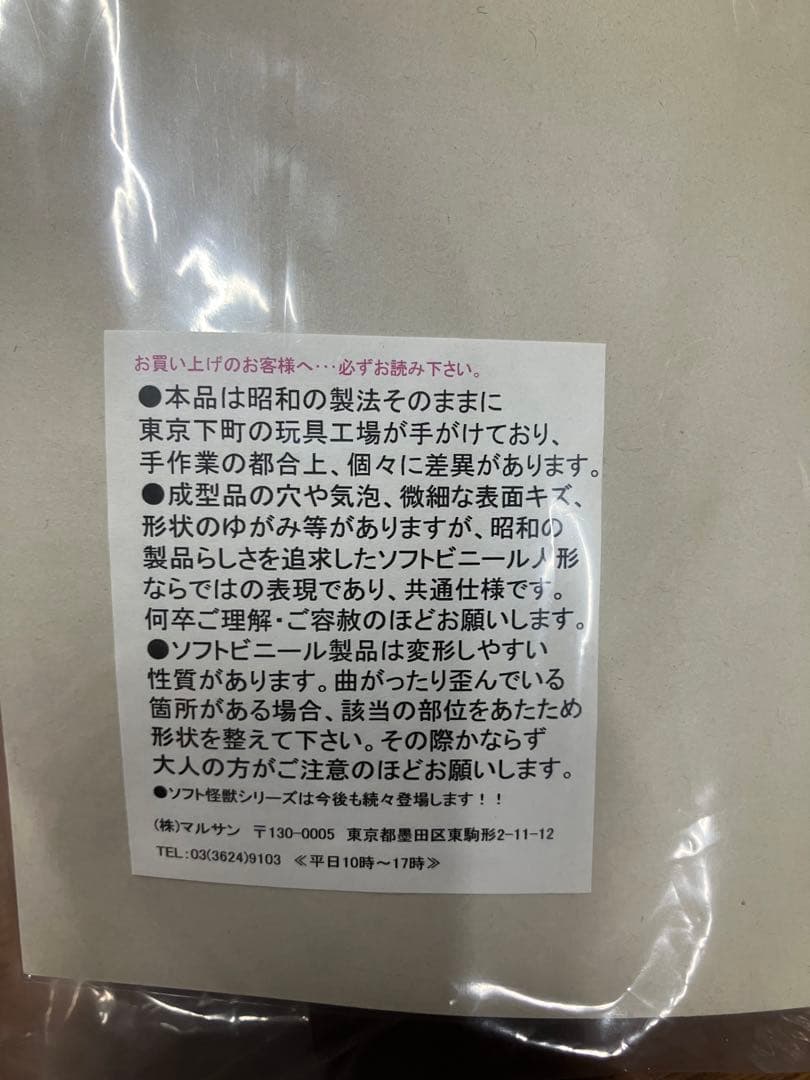 お買い上げのお客様へ･･･必ずお読み下さい。
●本品は昭和の製法そのままに
東京下町の玩具工場が手がけており、
手作業の都合上、個々に差異があります。
●成型品の穴や気泡、微細な表面キズ、
形状のゆがみ等がありますが、昭和の
製品らしさを追求したソフトビニール人形
ならではの表現であり、共通仕様です。
何卒ご理解・ご容赦のほどお願いします。
●ソフトビニール製品は変形しやすい
性質があります。曲がったり歪んでいる
箇所がある場合、該当の部位をあたため
形状を整えて下さい。その際かならず
大人の方がご注意のほどお願いします。
●ソフト怪獣シリーズは今後も続々登場します！！
(株)マルサン 〒130-0005 東京都墨田区東駒形2-11-12
TEL:03(3624)9103 ≪平日10時～17時≫